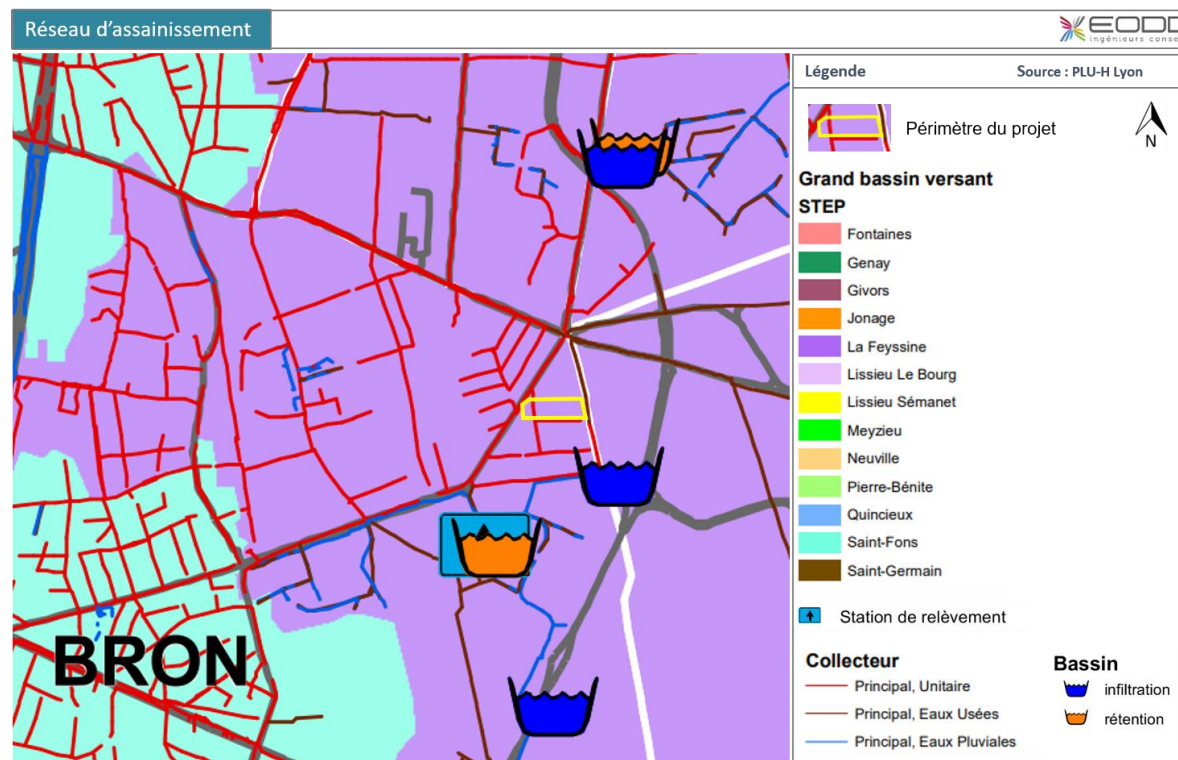 Réseau d'assainissement
EODD
ingénieurs conse
Légende
Source : PLU-H Lyon
Périmètre du projet
N
Grand bassin versant
STEP
Fontaines
Genay
Givors
Jonage
La Feyssine
Lissieu Le Bourg
Lissieu Sémanet
Meyzieu
Neuville
Pierre-Bénite
Quincieux
Saint-Fons
Saint-Germain
Station de relèvement
Collecteur
Principal, Unitaire
Principal, Eaux Usées
Principal, Eaux Pluviales
Bassin
infiltration
rétention
BRON